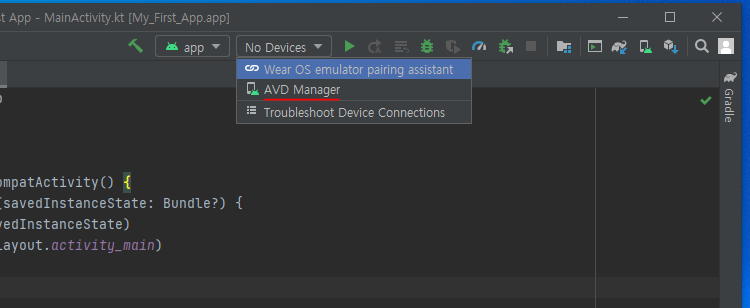 st App - MainActivity.kt [My_First_App.app]
app
No Devices
Wear OS emulator pairing assistant
AVD Manager
Troubleshoot Device Connections
Gradle
ompatActivity() {
(savedInstanceState: Bundle?) {
vedInstanceState)
layout.activity_main)